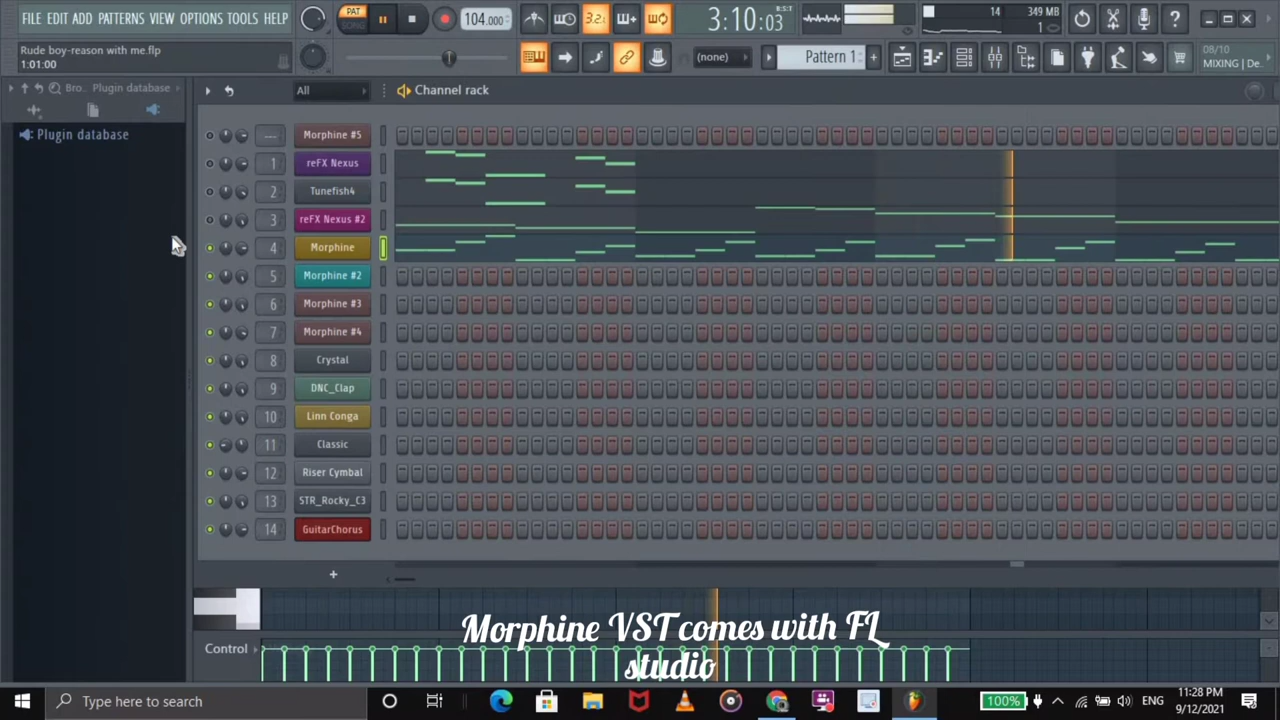 FILE EDIT ADD PATTERNS VIEW OPTIONS TOOLS HELP
Rude boy-reason with me.flp
1:01:00
PAT
SONG
104.000
3.2
3:10:03
14
349 MB
1
(none)
Pattern 1
08/10
MIXING | De..
Bro.. Plugin database
Plugin database
All
Channel rack
--- Morphine #5
1 reFX Nexus
2 Tunefish4
3 reFX Nexus #2
4 Morphine
5 Morphine #2
6 Morphine #3
7 Morphine #4
8 Crystal
9 DNC_Clap
10 Linn Conga
11 Classic
12 Riser Cymbal
13 STR_Rocky_C3
14 GuitarChorus
+
Control
Morphine VST comes with FL
studio
Type here to search
100%
ENG
11:28 PM
9/12/2021